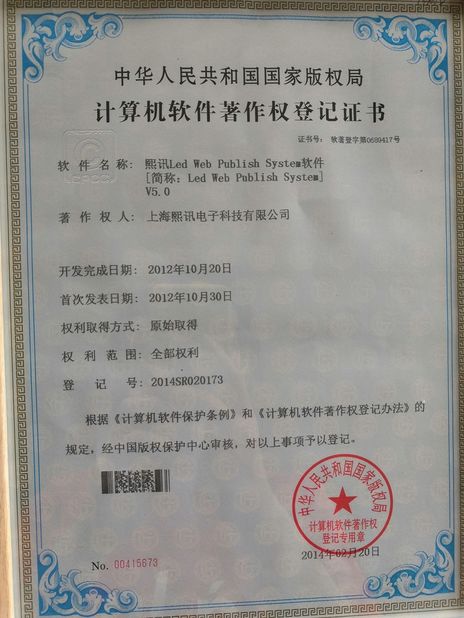 中华人民共和国国家版权局
计算机软件著作权登记证书
证书号: 软著登字第0689417号
软件名称: 熙讯Led Web Publish System软件
[简称: Led Web Publish System]
V5.0
著作权人: 上海熙讯电子科技有限公司
开发完成日期: 2012年10月20日
首次发表日期: 2012年10月30日
权利取得方式: 原始取得
权利范围: 全部权利
登记号: 2014SR020173
根据《计算机软件保护条例》和《计算机软件著作权登记办法》的
规定,经中国版权保护中心审核,对以上事项予以登记。
中华人民共和国国家版权局
计算机软件著作权
登记专用章
2014年02月20日
No. 00415673